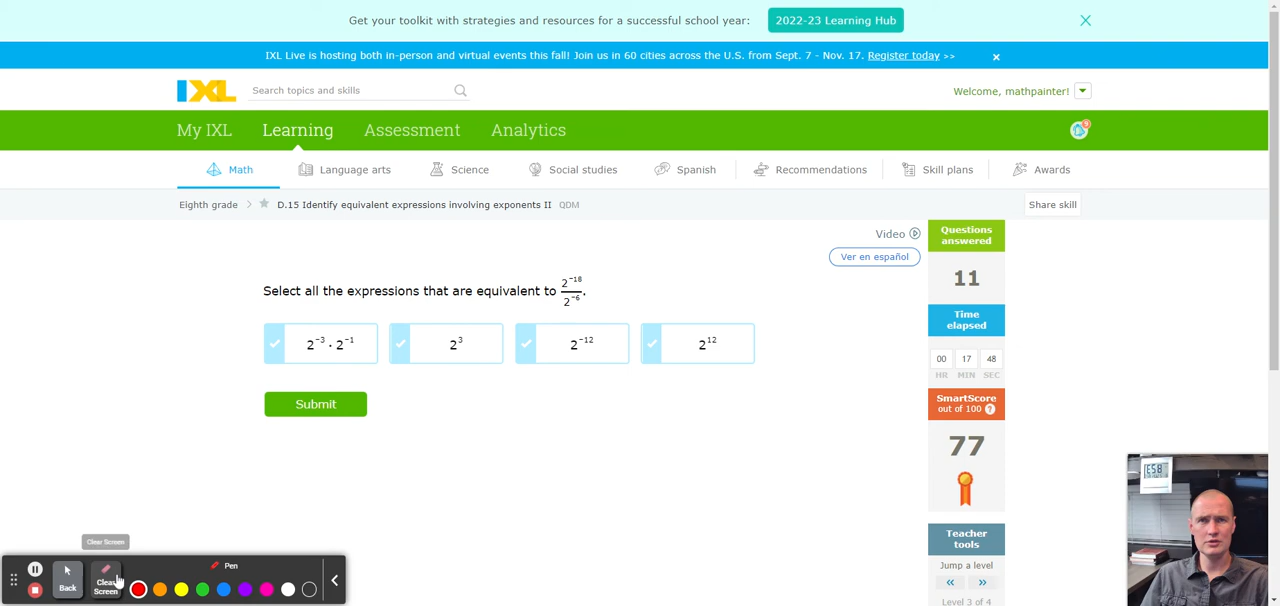 Get your toolkit with strategies and resources for a successful school year: 2022-23 Learning Hub
IXL Live is hosting both in-person and virtual events this fall! Join us in 60 cities across the U.S. from Sept. 7 - Nov. 17. Register today >>
IXL Search topics and skills Welcome, mathpainter!
My IXL Learning Assessment Analytics
9
Math Language arts Science Social studies Spanish Recommendations Skill plans Awards
Eighth grade > D.15 Identify equivalent expressions involving exponents II QDM Share skill
Video
Ver en español
Questions answered
11
Time elapsed
00 17 48
HR MIN SEC
SmartScore
out of 100 ?
77
Teacher tools
Jump a level
Level 3 of 4
Select all the expressions that are equivalent to 2⁻¹⁸/2⁻⁶.
2⁻³ · 2⁻¹ 2³ 2⁻¹² 2¹²
Submit
Clear Screen
Back Clear Screen Pen